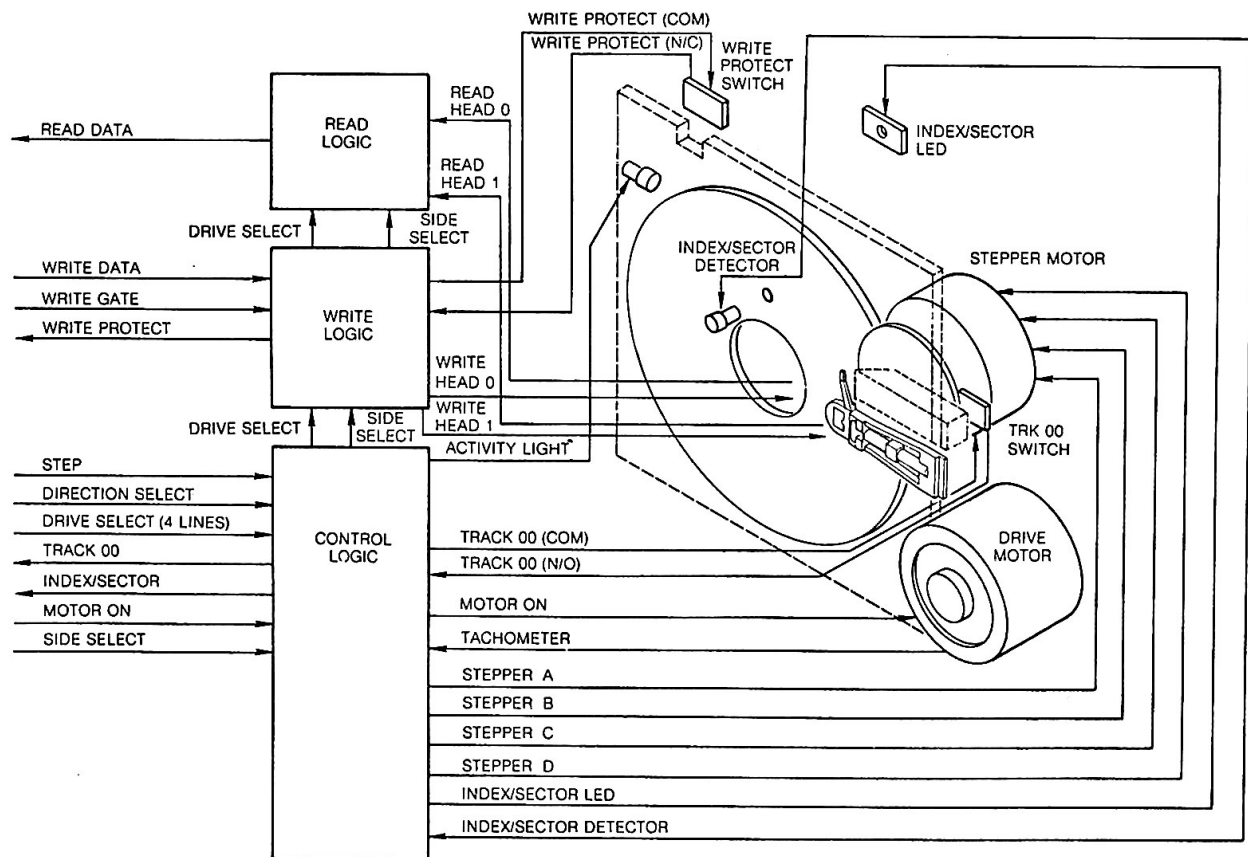 WRITE PROTECT (COM)
WRITE PROTECT (N/C)
WRITE
PROTECT
SWITCH
READ
HEAD 0
READ DATA
READ
LOGIC
INDEX/SECTOR
LED
READ
HEAD 1
DRIVE SELECT
SIDE
SELECT
INDEX/SECTOR
DETECTOR
STEPPER MOTOR
WRITE DATA
WRITE GATE
WRITE PROTECT
WRITE
LOGIC
WRITE
HEAD 0
WRITE
HEAD 1
DRIVE SELECT
SIDE
SELECT
ACTIVITY LIGHT
TRK 00
SWITCH
STEP
DIRECTION SELECT
DRIVE SELECT (4 LINES)
TRACK 00
INDEX/SECTOR
MOTOR ON
SIDE SELECT
CONTROL
LOGIC
TRACK 00 (COM)
TRACK 00 (N/O)
DRIVE
MOTOR
MOTOR ON
TACHOMETER
STEPPER A
STEPPER B
STEPPER C
STEPPER D
INDEX/SECTOR LED
INDEX/SECTOR DETECTOR